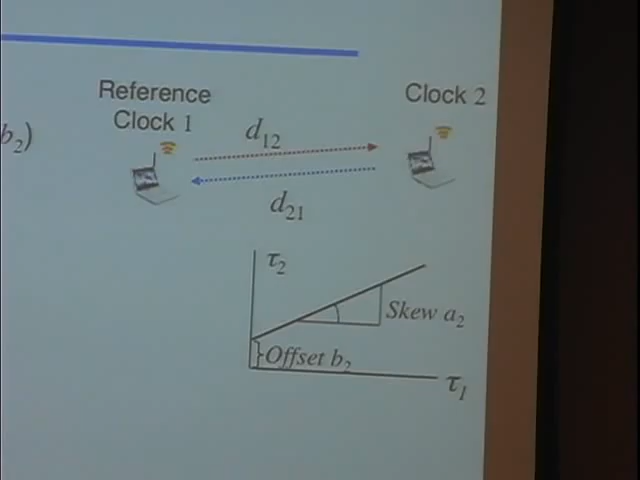 Reference
Clock 1
Clock 2
b₂)
d₁₂
d₂₁
τ₂
Skew a₂
Offset b₂
τ₁